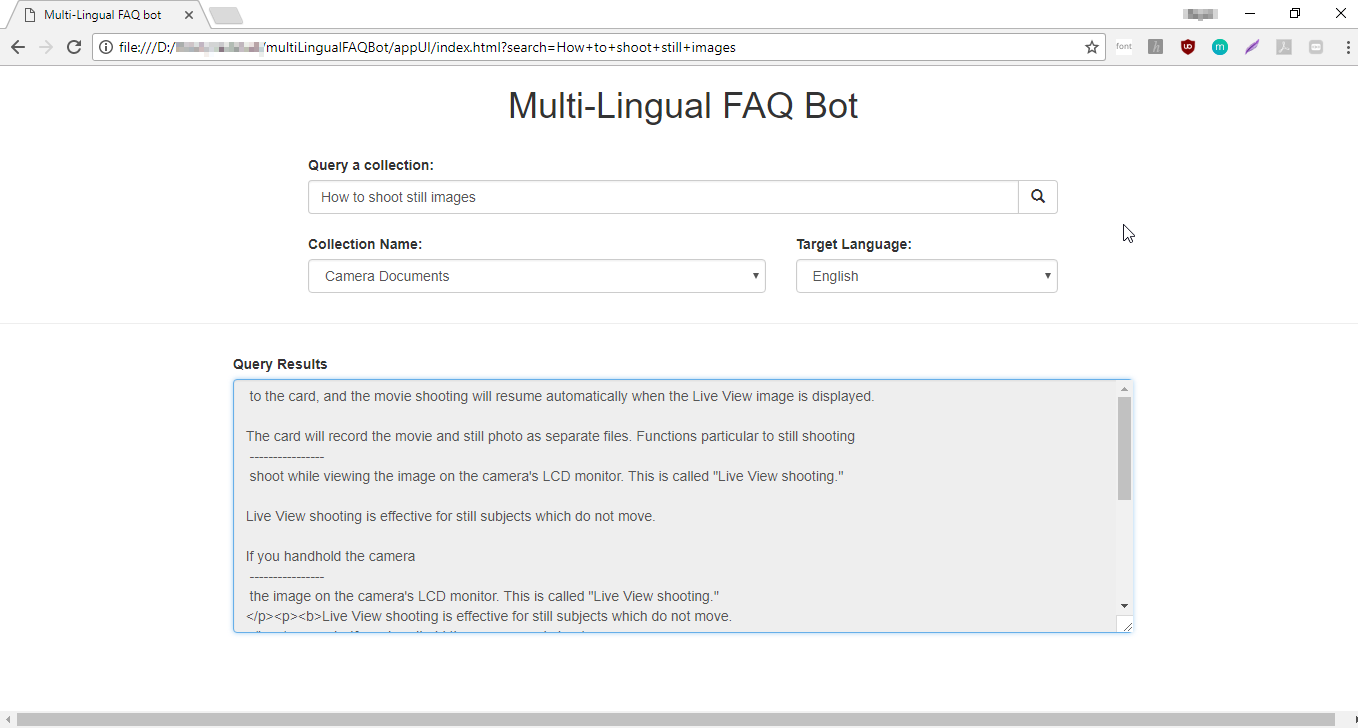 Multi-Lingual FAQ bot
file:///D:/ /multiLingualFAQBot/appUI/index.html?search=How+to+shoot+still+images
font
h
m
Multi-Lingual FAQ Bot
Query a collection:
How to shoot still images
Collection Name:
Target Language:
Camera Documents
English
Query Results
to the card, and the movie shooting will resume automatically when the Live View image is displayed.
The card will record the movie and still photo as separate files. Functions particular to still shooting
----------------
shoot while viewing the image on the camera's LCD monitor. This is called "Live View shooting."
Live View shooting is effective for still subjects which do not move.
If you handhold the camera
----------------
the image on the camera's LCD monitor. This is called "Live View shooting."
</p><p><b>Live View shooting is effective for still subjects which do not move.